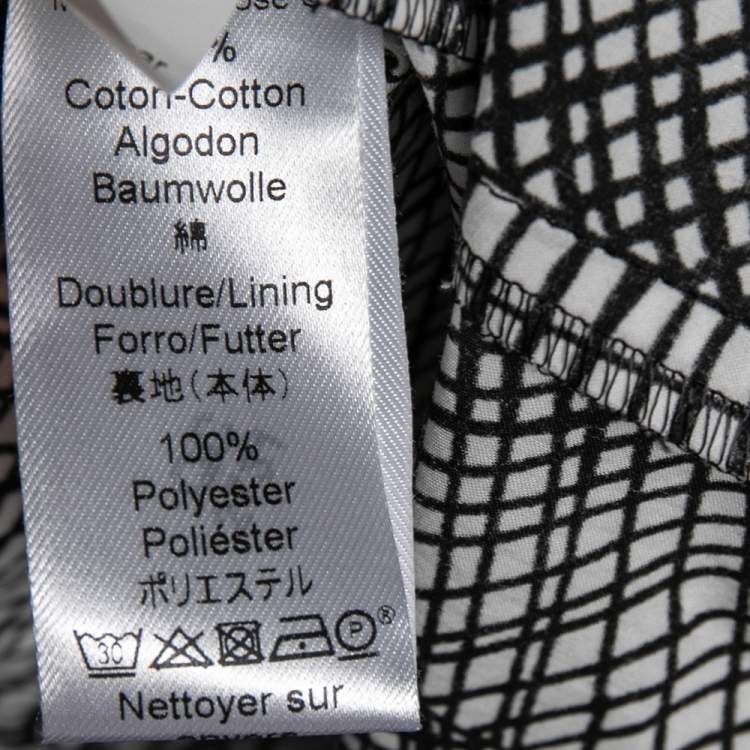 %
Coton-Cotton
Algodon
Baumwolle
綿
Doublure/Lining
Forro/Futter
裏地(本体)
100%
Polyester
Poliéster
ポリエステル
30 P ®
Nettoyer sur